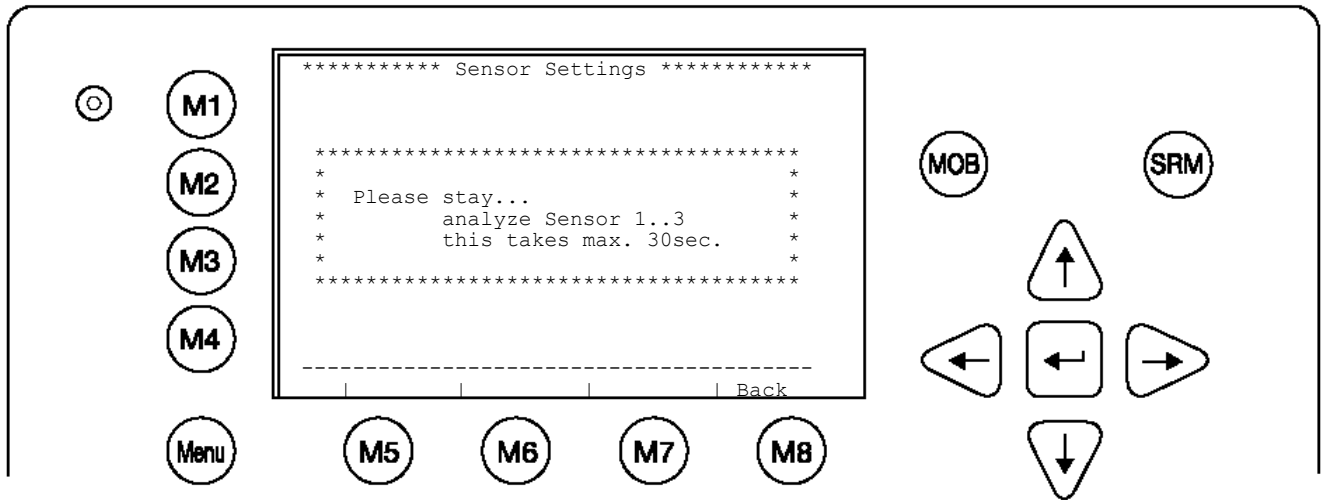 *********** Sensor Settings ************
M1
**************************************
* *
* Please stay... *
* analyze Sensor 1..3 *
* this takes max. 30sec. *
* *
**************************************
M2
M3
M4
MOB
SRM
----------------------------------------
| | | | Back
Menu
M5
M6
M7
M8